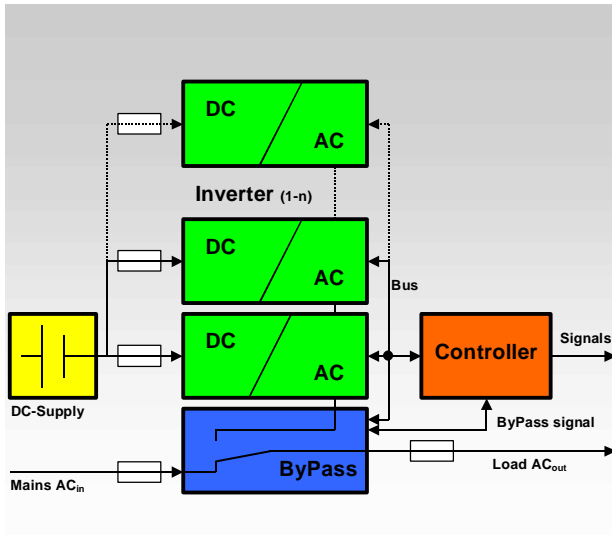 DC
AC
Inverter (1-n)
DC
AC
Bus
DC
AC
Controller
Signals
DC-Supply
ByPass signal
ByPass
Load ACout
Mains ACin